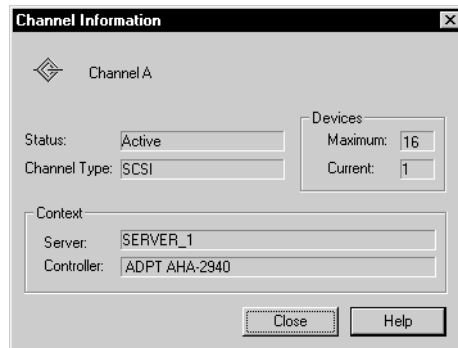 Channel Information
Channel A
Status: Active
Channel Type: SCSI
Devices
Maximum: 16
Current: 1
Context
Server: SERVER_1
Controller: ADPT AHA-2940
Close Help